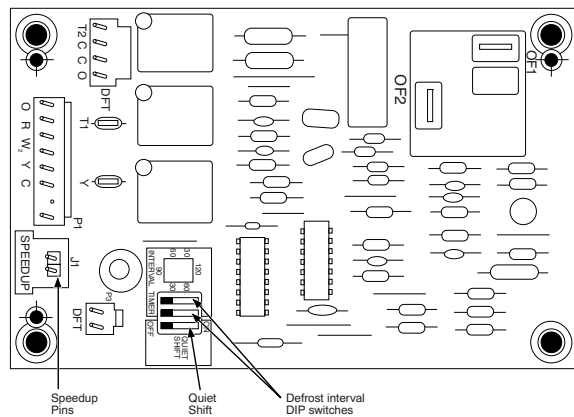 T2 C C O
DFT
T1
Y
O R W2 Y C
P1
SPEEDUP
J1
P3
DFT
OF1
OF2
INTERVAL TIMER OFF
30
60
120
90
30
60
ON
QUIET
SHIFT
Speedup
Pins
Quiet
Shift
Defrost interval
DIP switches